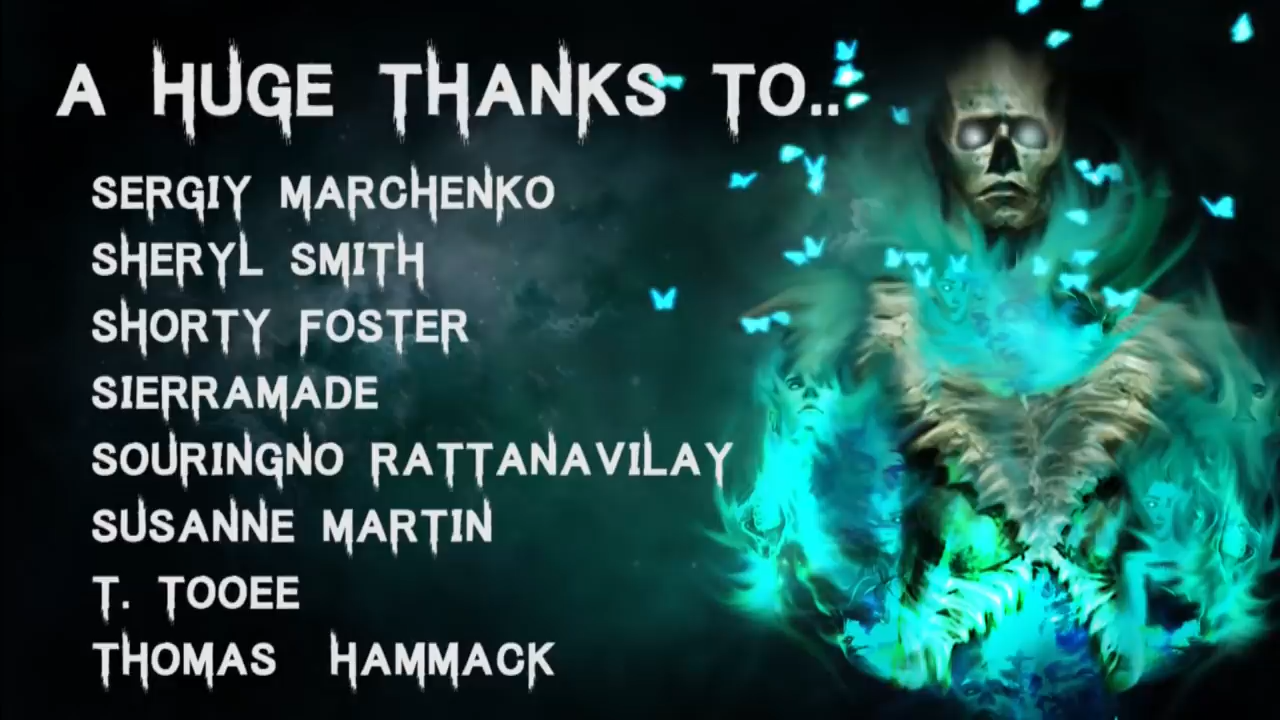 A HUGE THANKS TO..
SERGIY MARCHENKO
SHERYL SMITH
SHORTY FOSTER
SIERRAMADE
SOURINGNO RATTANAVILAY
SUSANNE MARTIN
T. TOOEE
THOMAS HAMMACK